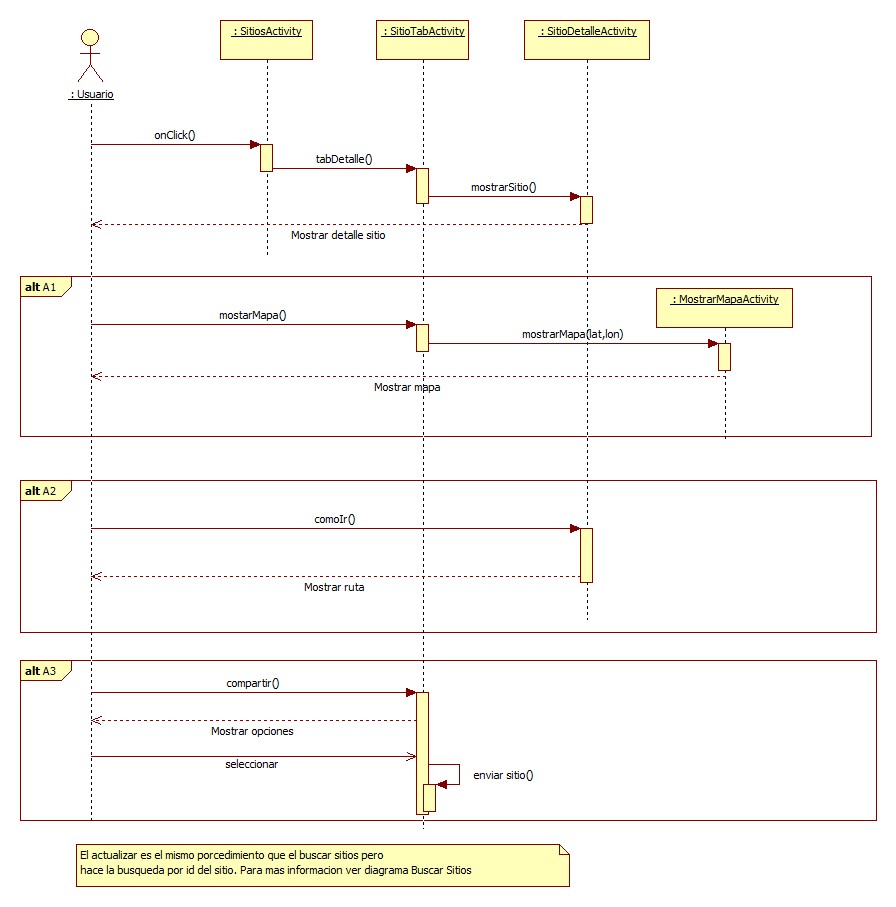 : SitiosActivity
: SitioTabActivity
: SitioDetalleActivity
: Usuario
onClick()
tabDetalle()
mostrarSitio()
Mostrar detalle sitio
alt A1
: MostrarMapaActivity
mostarMapa()
mostrarMapa(lat,lon)
Mostrar mapa
alt A2
comoIr()
Mostrar ruta
alt A3
compartir()
Mostrar opciones
seleccionar
enviar sitio()
El actualizar es el mismo porcedimiento que el buscar sitios pero
hace la busqueda por id del sitio. Para mas informacion ver diagrama Buscar Sitios